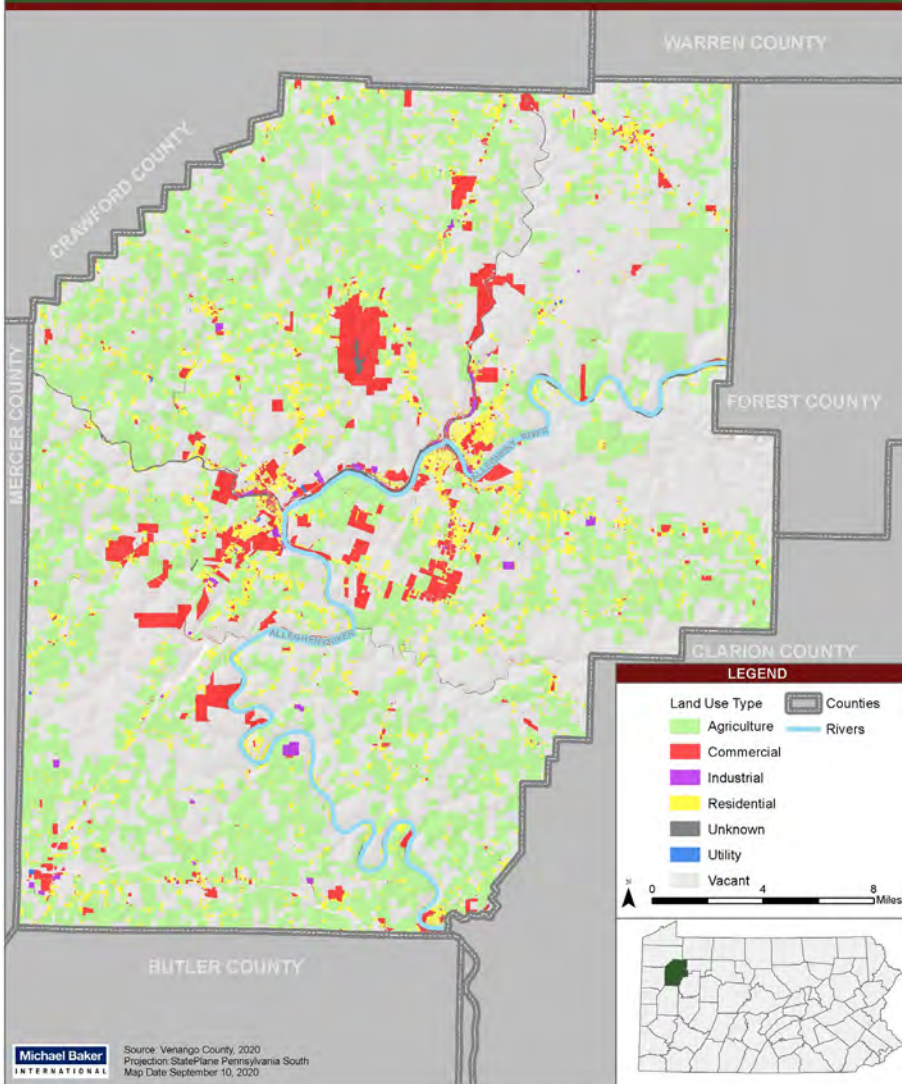 WARREN COUNTY
CRAWFORD COUNTY
MERCER COUNTY
FOREST COUNTY
ALLEGHENY RIVER
ALLEGHENY RIVER
CLARION COUNTY
BUTLER COUNTY
LEGEND
Land Use Type
Agriculture
Commercial
Industrial
Residential
Unknown
Utility
Vacant
Counties
Rivers
N
0 4 8
Miles
Michael Baker
INTERNATIONAL
Source: Venango County, 2020
Projection:StatePlane Pennsylvania South
Map Date September 10, 2020